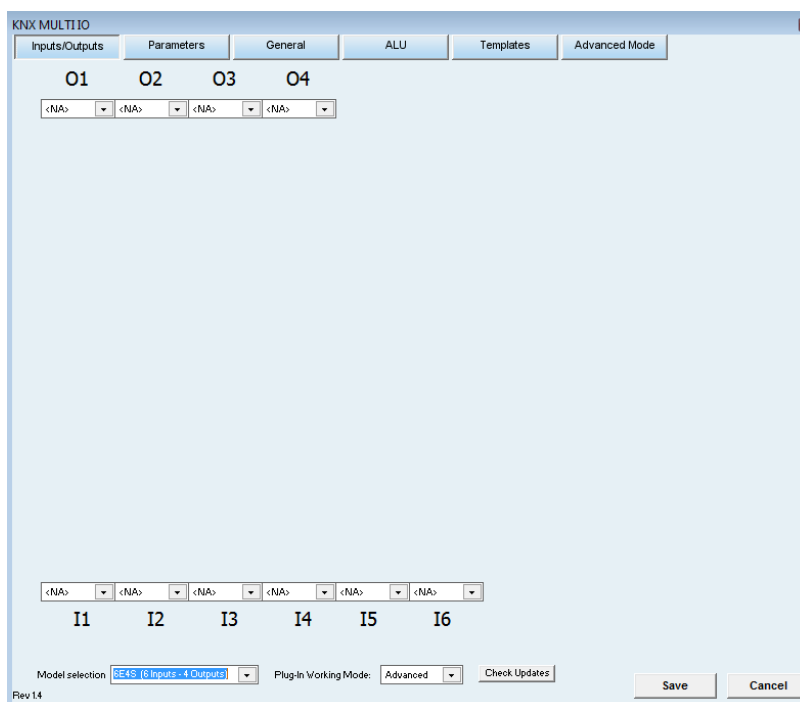 KNX MULTI IO
Inputs/Outputs Parameters General ALU Templates Advanced Mode
O1 O2 O3 O4
<NA> <NA> <NA> <NA>
<NA> <NA> <NA> <NA> <NA> <NA>
I1 I2 I3 I4 I5 I6
Model selection 6E4S (6 Inputs - 4 Outputs) Plug-In Working Mode: Advanced Check Updates
Save Cancel
Rev 1.4